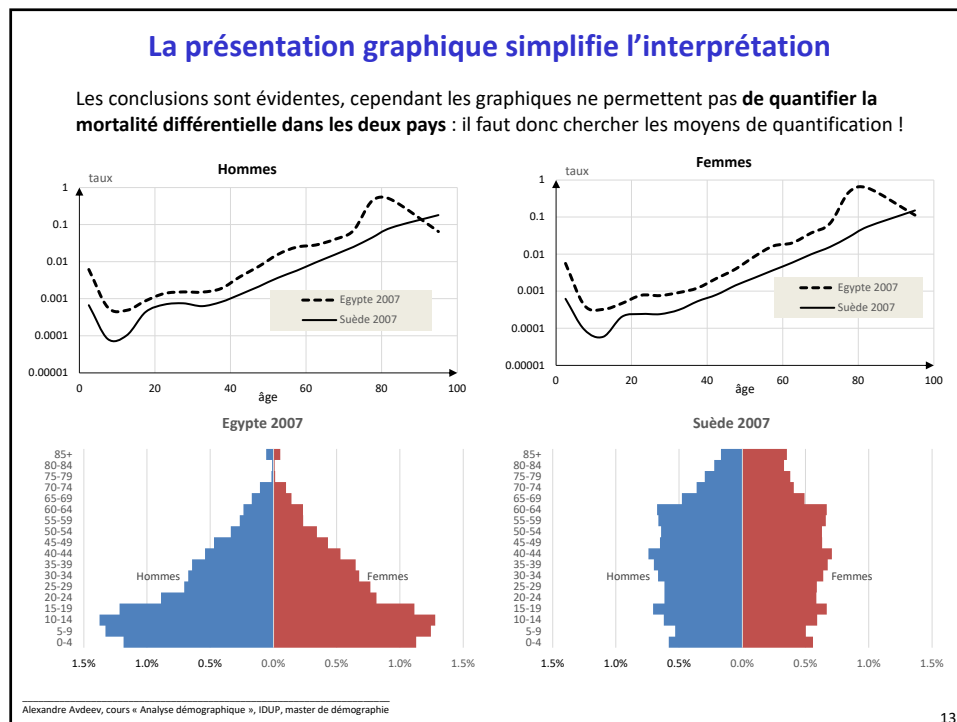 La présentation graphique simplifie l'interprétation
Les conclusions sont évidentes, cependant les graphiques ne permettent pas de quantifier la
mortalité différentielle dans les deux pays : il faut donc chercher les moyens de quantification !
Hommes
taux
1
0.1
0.01
0.001
0.0001
0.00001
0 20 40 60 80 100
âge
Egypte 2007
Suède 2007
Femmes
taux
1
0.1
0.01
0.001
0.0001
0.00001
0 20 40 60 80 100
âge
Egypte 2007
Suède 2007
Egypte 2007
85+
80-84
75-79
70-74
65-69
60-64
55-59
50-54
45-49
40-44
35-39
30-34
25-29
20-24
15-19
10-14
5-9
0-4
Hommes Femmes
1.5% 1.0% 0.5% 0.0% 0.5% 1.0% 1.5%
Suède 2007
85+
80-84
75-79
70-74
65-69
60-64
55-59
50-54
45-49
40-44
35-39
30-34
25-29
20-24
15-19
10-14
5-9
0-4
Hommes Femmes
1.5% 1.0% 0.5% 0.0% 0.5% 1.0% 1.5%
Alexandre Avdeev, cours « Analyse démographique », IDUP, master de démographie
13